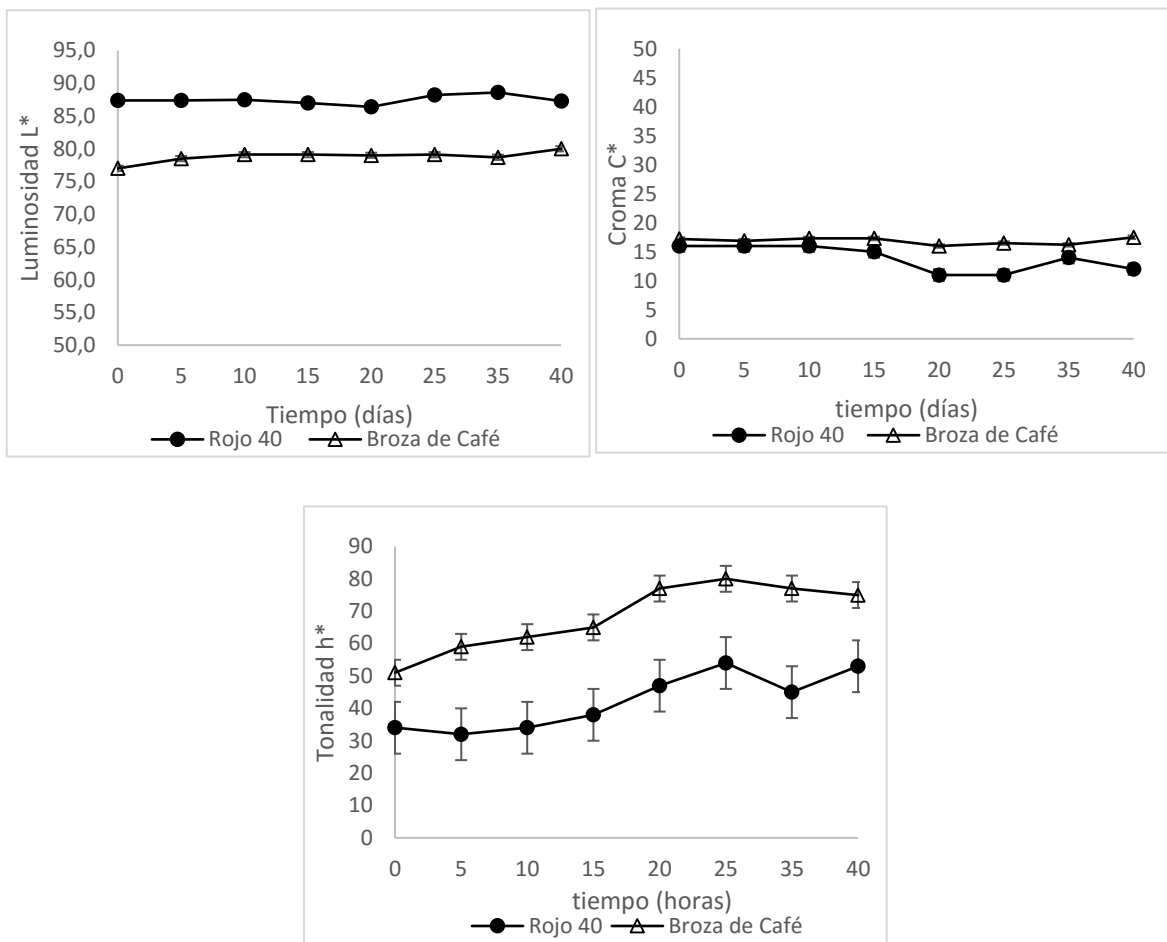 95,0
90,0
85,0
80,0
75,0
70,0
65,0
60,0
55,0
50,0
Luminosidad L*
0 5 10 15 20 25 35 40
Tiempo (días)
Rojo 40 Broza de Café
50
45
40
35
30
25
20
15
10
5
0
Croma C*
0 5 10 15 20 25 35 40
tiempo (días)
Rojo 40 Broza de Café
90
80
70
60
50
40
30
20
10
0
Tonalidad h*
0 5 10 15 20 25 35 40
tiempo (horas)
Rojo 40 Broza de Café